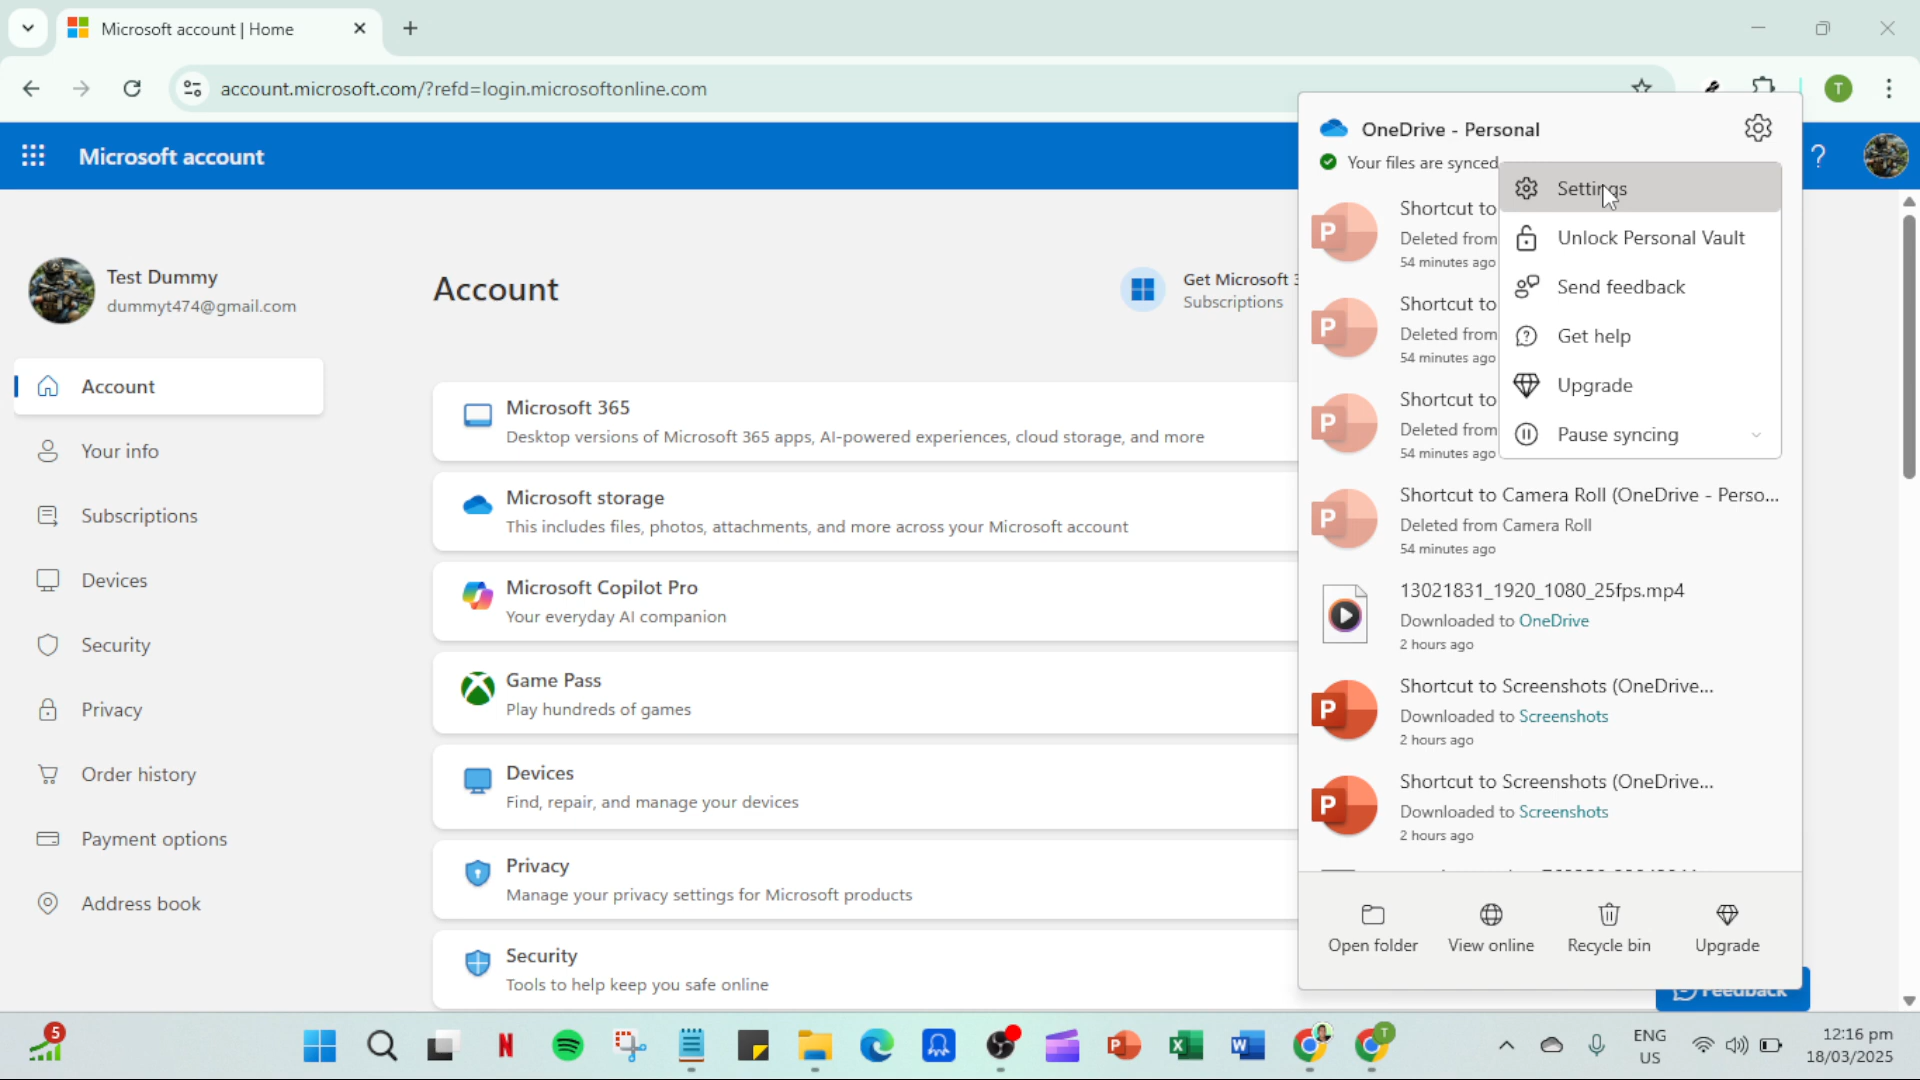 Microsoft account | Home
account.microsoft.com/?refd=login.microsoftonline.com
T
Microsoft account
?
Test Dummy
dummyt474@gmail.com
Account
Your info
Subscriptions
Devices
Security
Privacy
Order history
Payment options
Address book
Account
Get Microsoft 3
Subscriptions
Microsoft 365
Desktop versions of Microsoft 365 apps, AI-powered experiences, cloud storage, and more
Microsoft storage
This includes files, photos, attachments, and more across your Microsoft account
Microsoft Copilot Pro
Your everyday AI companion
Game Pass
Play hundreds of games
Devices
Find, repair, and manage your devices
Privacy
Manage your privacy settings for Microsoft products
Security
Tools to help keep you safe online
OneDrive - Personal
Your files are synced
Settings
Unlock Personal Vault
Send feedback
Get help
Upgrade
Pause syncing
Shortcut to
Deleted from
54 minutes ago
Shortcut to
Deleted from
54 minutes ago
Shortcut to
Deleted from
54 minutes ago
Shortcut to Camera Roll (OneDrive - Perso...
Deleted from Camera Roll
54 minutes ago
13021831_1920_1080_25fps.mp4
Downloaded to OneDrive
2 hours ago
Shortcut to Screenshots (OneDrive...
Downloaded to Screenshots
2 hours ago
Shortcut to Screenshots (OneDrive...
Downloaded to Screenshots
2 hours ago
Open folder
View online
Recycle bin
Upgrade
Feedback
5
ENG
US
12:16 pm
18/03/2025